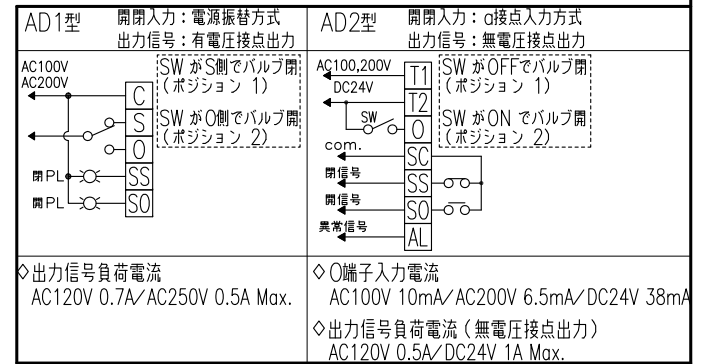 AD1型 開閉入力：電源振替方式
出力信号：有電圧接点出力
AC100V
AC200V
SW がS側でバルブ閉
(ポジション 1)
SW がO側でバルブ開
(ポジション 2)
C
S
O
SS
SO
閉PL
開PL
◇出力信号負荷電流
AC120V 0.7A/AC250V 0.5A Max.
AD2型 開閉入力：a接点入力方式
出力信号：無電圧接点出力
AC100,200V
DC24V
SW
com.
閉信号
開信号
異常信号
T1
T2
O
SC
SS
SO
AL
SW がOFFでバルブ閉
(ポジション 1)
SW がON でバルブ開
(ポジション 2)
◇O端子入力電流
AC100V 10mA/AC200V 6.5mA/DC24V 38mA
◇出力信号負荷電流（無電圧接点出力）
AC120V 0.5A/DC24V 1A Max.